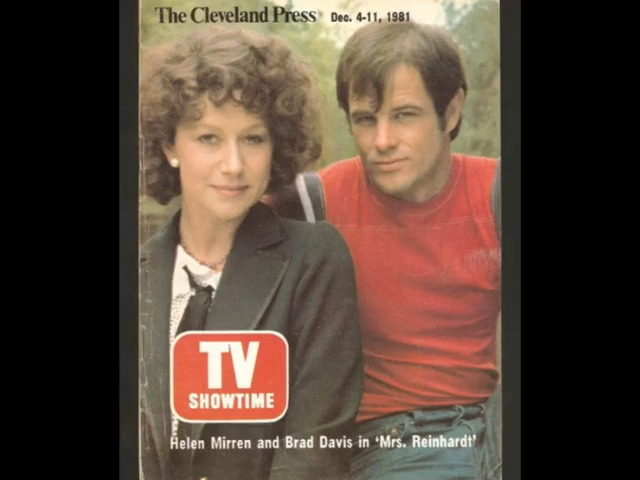 The Cleveland Press Dec. 4-11, 1981
TV
SHOWTIME
Helen Mirren and Brad Davis in 'Mrs. Reinhardt'